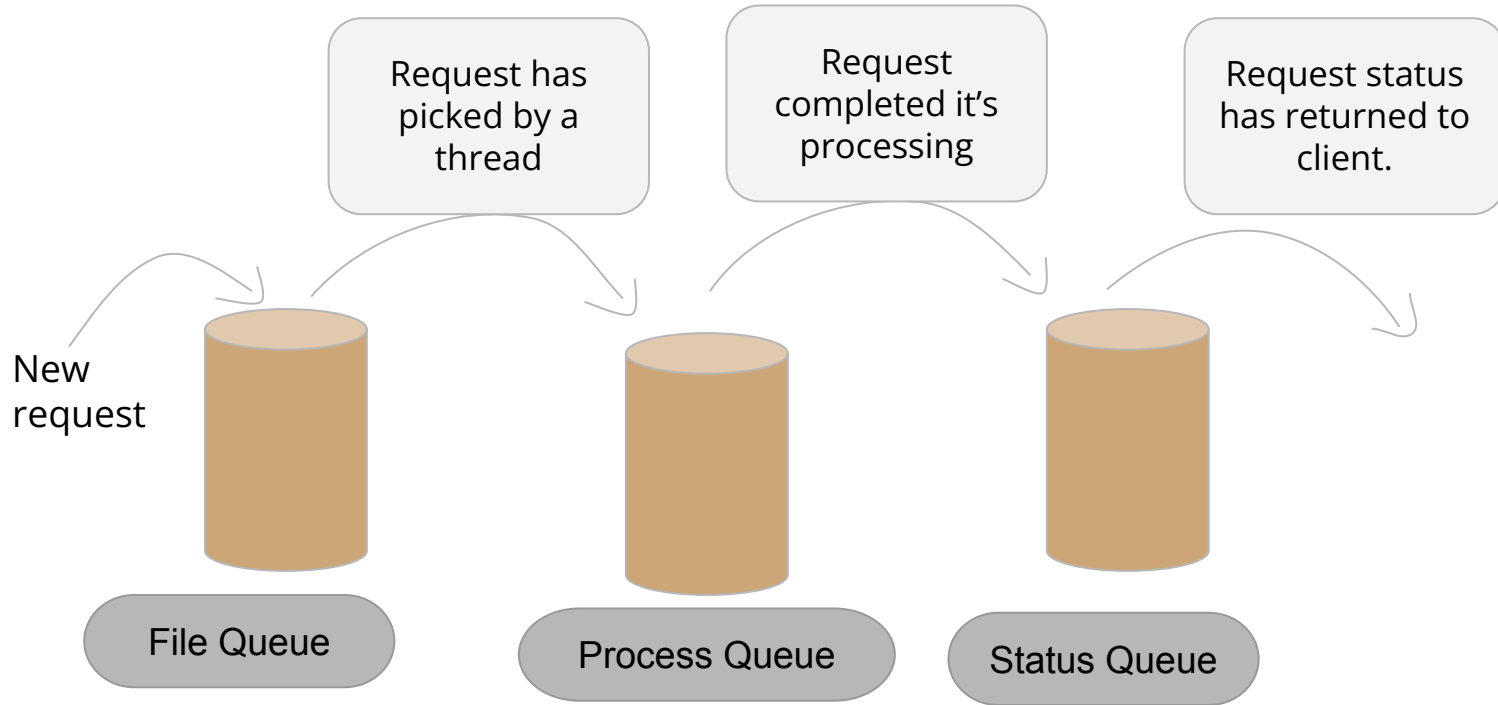 Request has
picked by a
thread
Request
completed it’s
processing
Request status
has returned to
client.
New
request
File Queue
Process Queue
Status Queue